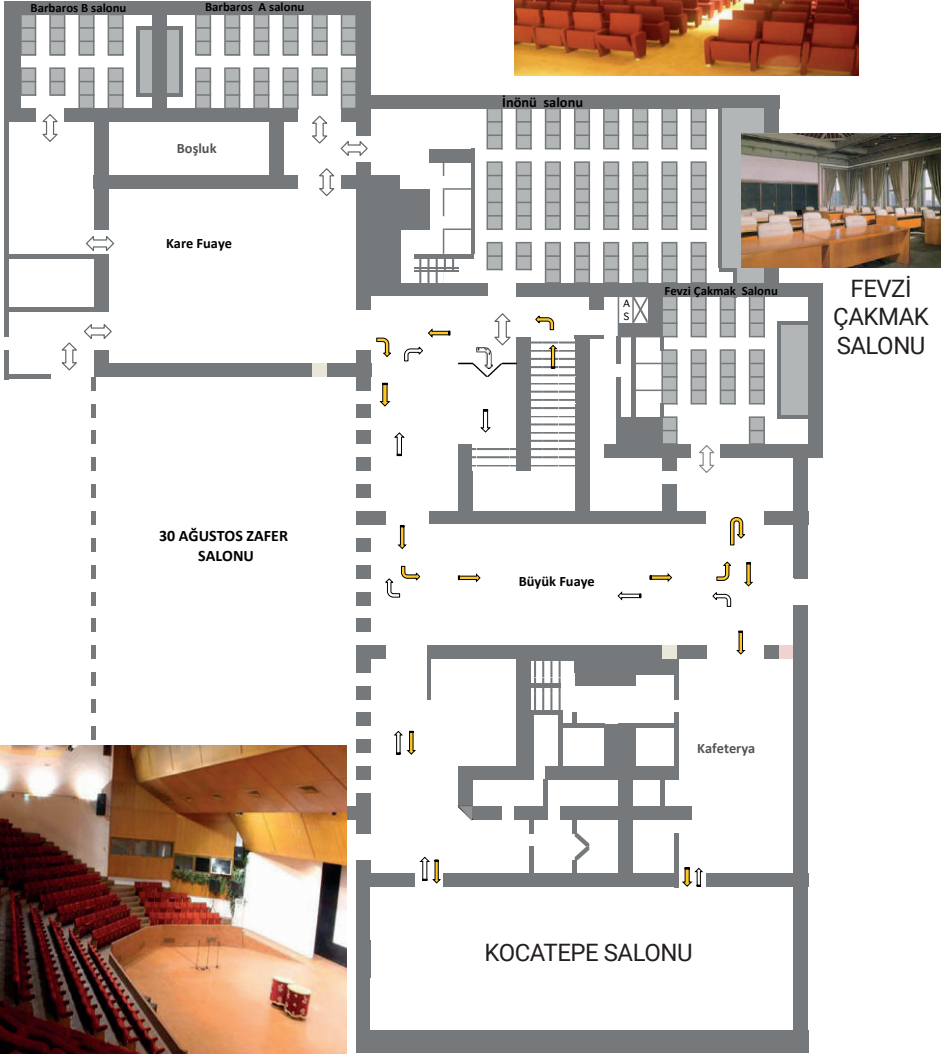 Barbaros B salonu
Barbaros A salonu
İnönü salonu
Boşluk
Kare Fuaye
FEVZİ
ÇAKMAK
SALONU
Fevzi Çakmak Salonu
A
S
30 AĞUSTOS ZAFER
SALONU
Büyük Fuaye
Kafeterya
KOCATEPE SALONU